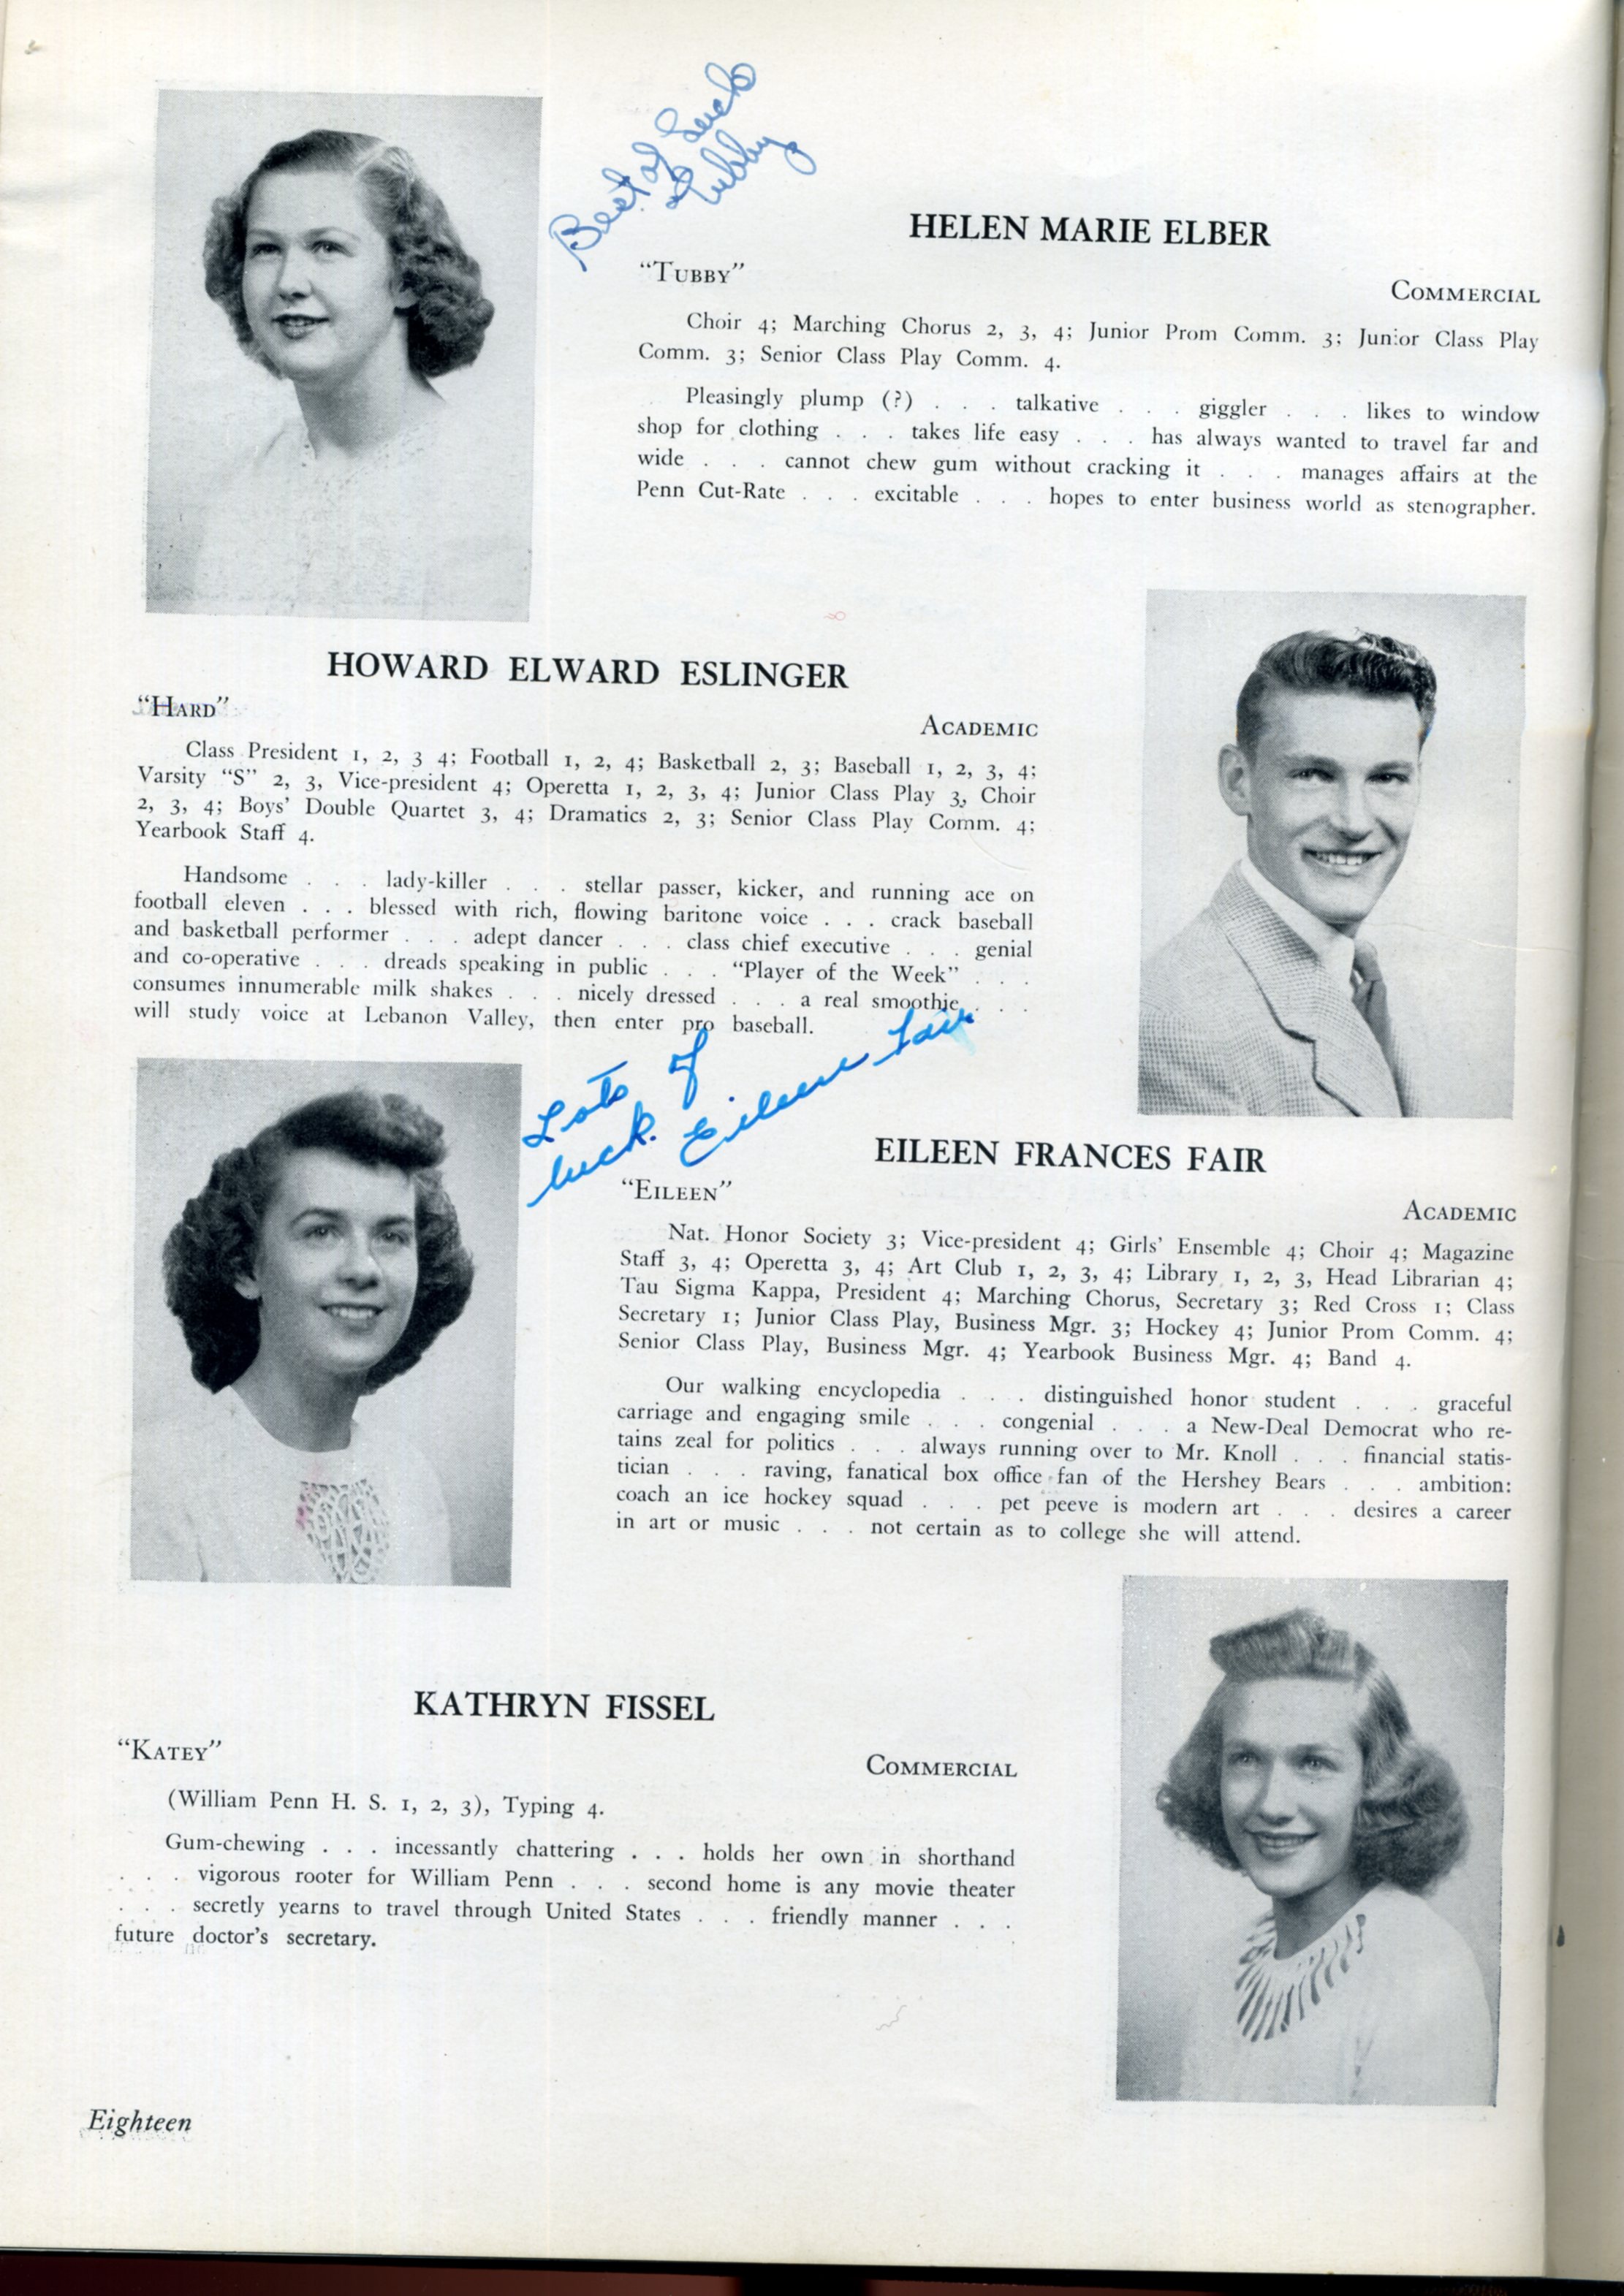 Best of Luck
Tubby
HELEN MARIE ELBER
“TUBBY”
COMMERCIAL
Choir 4; Marching Chorus 2, 3, 4; Junior Prom Comm. 3; Junior Class Play
Comm. 3; Senior Class Play Comm. 4.
Pleasingly plump (?) . . . talkative . . . giggler . . . likes to window
shop for clothing . . . takes life easy . . . has always wanted to travel far and
wide . . . cannot chew gum without cracking it . . . manages affairs at the
Penn Cut-Rate . . . excitable . . . hopes to enter business world as stenographer.
HOWARD ELWARD ESLINGER
“HARD”
ACADEMIC
Class President 1, 2, 3 4; Football 1, 2, 4; Basketball 2, 3; Baseball 1, 2, 3, 4;
Varsity “S” 2, 3, Vice-president 4; Operetta 1, 2, 3, 4; Junior Class Play 3, Choir
2, 3, 4; Boys’ Double Quartet 3, 4; Dramatics 2, 3; Senior Class Play Comm. 4;
Yearbook Staff 4.
Handsome . . . lady-killer . . . stellar passer, kicker, and running ace on
football eleven . . . blessed with rich, flowing baritone voice . . . crack baseball
and basketball performer . . . adept dancer . . . class chief executive . . . genial
and co-operative . . . dreads speaking in public . . . “Player of the Week” . . .
consumes innumerable milk shakes . . . nicely dressed . . . a real smoothie . . .
will study voice at Lebanon Valley, then enter pro baseball.
Lots of
luck. Eileen Fair
EILEEN FRANCES FAIR
“EILEEN”
ACADEMIC
Nat. Honor Society 3; Vice-president 4; Girls’ Ensemble 4; Choir 4; Magazine
Staff 3, 4; Operetta 3, 4; Art Club 1, 2, 3, 4; Library 1, 2, 3, Head Librarian 4;
Tau Sigma Kappa, President 4; Marching Chorus, Secretary 3; Red Cross 1; Class
Secretary 1; Junior Class Play, Business Mgr. 3; Hockey 4; Junior Prom Comm. 4;
Senior Class Play, Business Mgr. 4; Yearbook Business Mgr. 4; Band 4.
Our walking encyclopedia . . . distinguished honor student . . . graceful
carriage and engaging smile . . . congenial . . . a New-Deal Democrat who re-
tains zeal for politics . . . always running over to Mr. Knoll . . . financial statis-
tician . . . raving, fanatical box office fan of the Hershey Bears . . . ambition:
coach an ice hockey squad . . . pet peeve is modern art . . . desires a career
in art or music . . . not certain as to college she will attend.
KATHRYN FISSEL
“KATEY”
COMMERCIAL
(William Penn H. S. 1, 2, 3), Typing 4.
Gum-chewing . . . incessantly chattering . . . holds her own in shorthand
. . . vigorous rooter for William Penn . . . second home is any movie theater
. . . secretly yearns to travel through United States . . . friendly manner . . .
future doctor’s secretary.
Eighteen